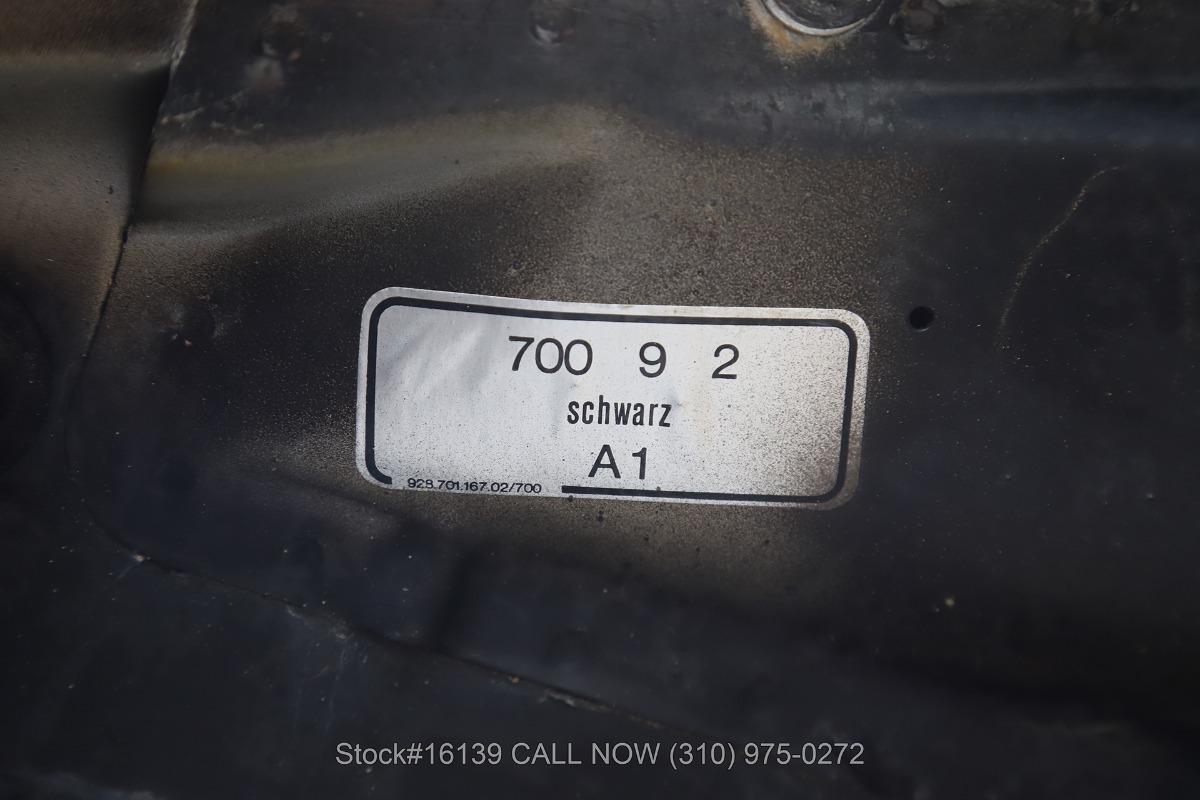 700 9 2
schwarz
A1
928.701.167.02/700
Stock#16139 CALL NOW (310) 975-0272